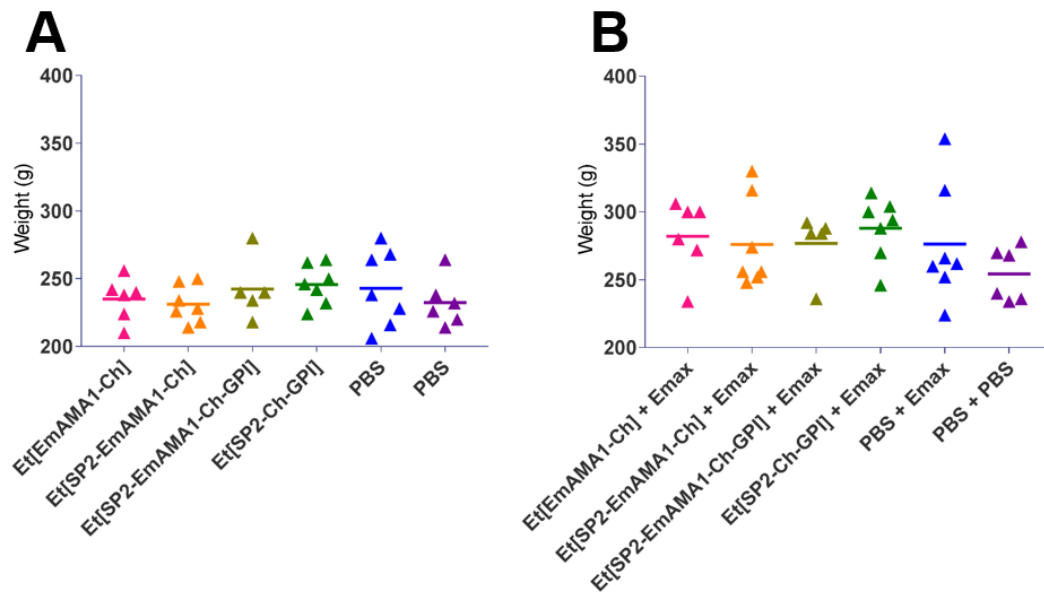 A
Weight (g)
400
350
300
250
200
Et[EmAMA1-Ch]
Et[SP2-EmAMA1-Ch]
Et[SP2-EmAMA1-Ch-GPI]
Et[SP2-Ch-GPI]
PBS
PBS
B
Weight (g)
400
350
300
250
200
Et[EmAMA1-Ch] + Emax
Et[SP2-EmAMA1-Ch] + Emax
Et[SP2-EmAMA1-Ch-GPI] + Emax
Et[SP2-Ch-GPI] + Emax
PBS + Emax
PBS + PBS